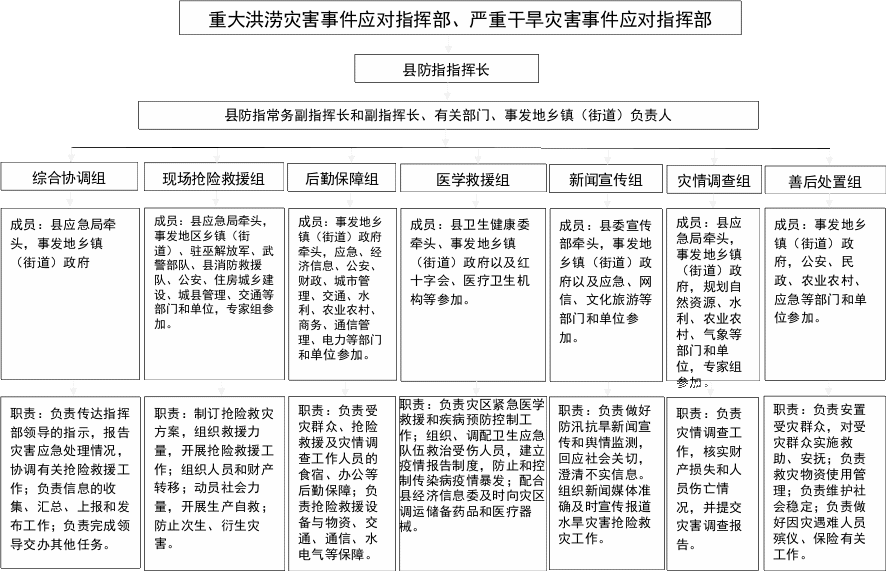 重大洪涝灾害事件应对指挥部、严重干旱灾害事件应对指挥部
县防指指挥长
县防指常务副指挥长和副指挥长、有关部门、事发地乡镇（街道）负责人
综合协调组
现场抢险救援组
后勤保障组
医学救援组
新闻宣传组
灾情调查组
善后处置组
成员：县应急局牵
头，事发地乡镇
（街道）政府
成员：县应急局牵头，
事发地区乡镇（街
道）、驻巫解放军、武
警部队、县消防救援
队、公安、住房城乡建
设、城县管理、交通等
部门和单位，专家组参
加。
成员：事发地乡
镇（街道）政府
牵头，应急、经
济信息、公安、
财政、城市管
理、交通、水
利、农业农村、
商务、通信管
理、电力等部门
和单位参加。
成员：县卫生健康委
牵头、事发地乡镇
（街道）政府以及红
十字会、医疗卫生机
构等参加。
成员：县委宣传
部牵头，事发地
乡镇（街道）政
府以及应急、网
信、文化旅游等
部门和单位参
加。
成员：县应
急局牵头，
事发地乡镇
（街道）政
府，规划自
然资源、水
利、农业农
村、气象等
部门和单
位，专家组
参加。
成员：事发地乡
镇（街道）政
府，公安、民
政、农业农村、
应急等部门和单
位参加。
职责：负责传达指挥
部领导的指示，报告
灾害应急处理情况，
协调有关抢险救援工
作；负责信息的收
集、汇总、上报和发
布工作；负责完成领
导交办其他任务。
职责：制订抢险救灾
方案，组织救援力
量，开展抢险救援工
作；组织人员和财产
转移；动员社会力
量，开展生产自救；
防止次生、衍生灾
害。
职责：负责受
灾群众、抢险
救援及灾情调
查工作人员的
食宿、办公等
后勤保障；负
责抢险救援设
备与物资、交
通、通信、水
电气等保障。
职责：负责灾区紧急医学
救援和疾病预防控制工
作；组织、调配卫生应急
队伍救治受伤人员，建立
疫情报告制度，防止和控
制传染病疫情暴发；配合
县经济信息委及时向灾区
调运储备药品和医疗器
械。
职责：负责做好
防汛抗旱新闻宣
传和舆情监测，
回应社会关切，
澄清不实信息。
组织新闻媒体准
确及时宣传报道
水旱灾害抢险救
灾工作。
职责：负责
灾情调查工
作，核实财
产损失和人
员伤亡情
况，并提交
灾害调查报
告。
职责：负责安置
受灾群众，对受
灾群众实施救
助、安抚；负责
救灾物资使用管
理；负责维护社
会稳定；负责做
好因灾遇难人员
殡仪、保险有关
工作。